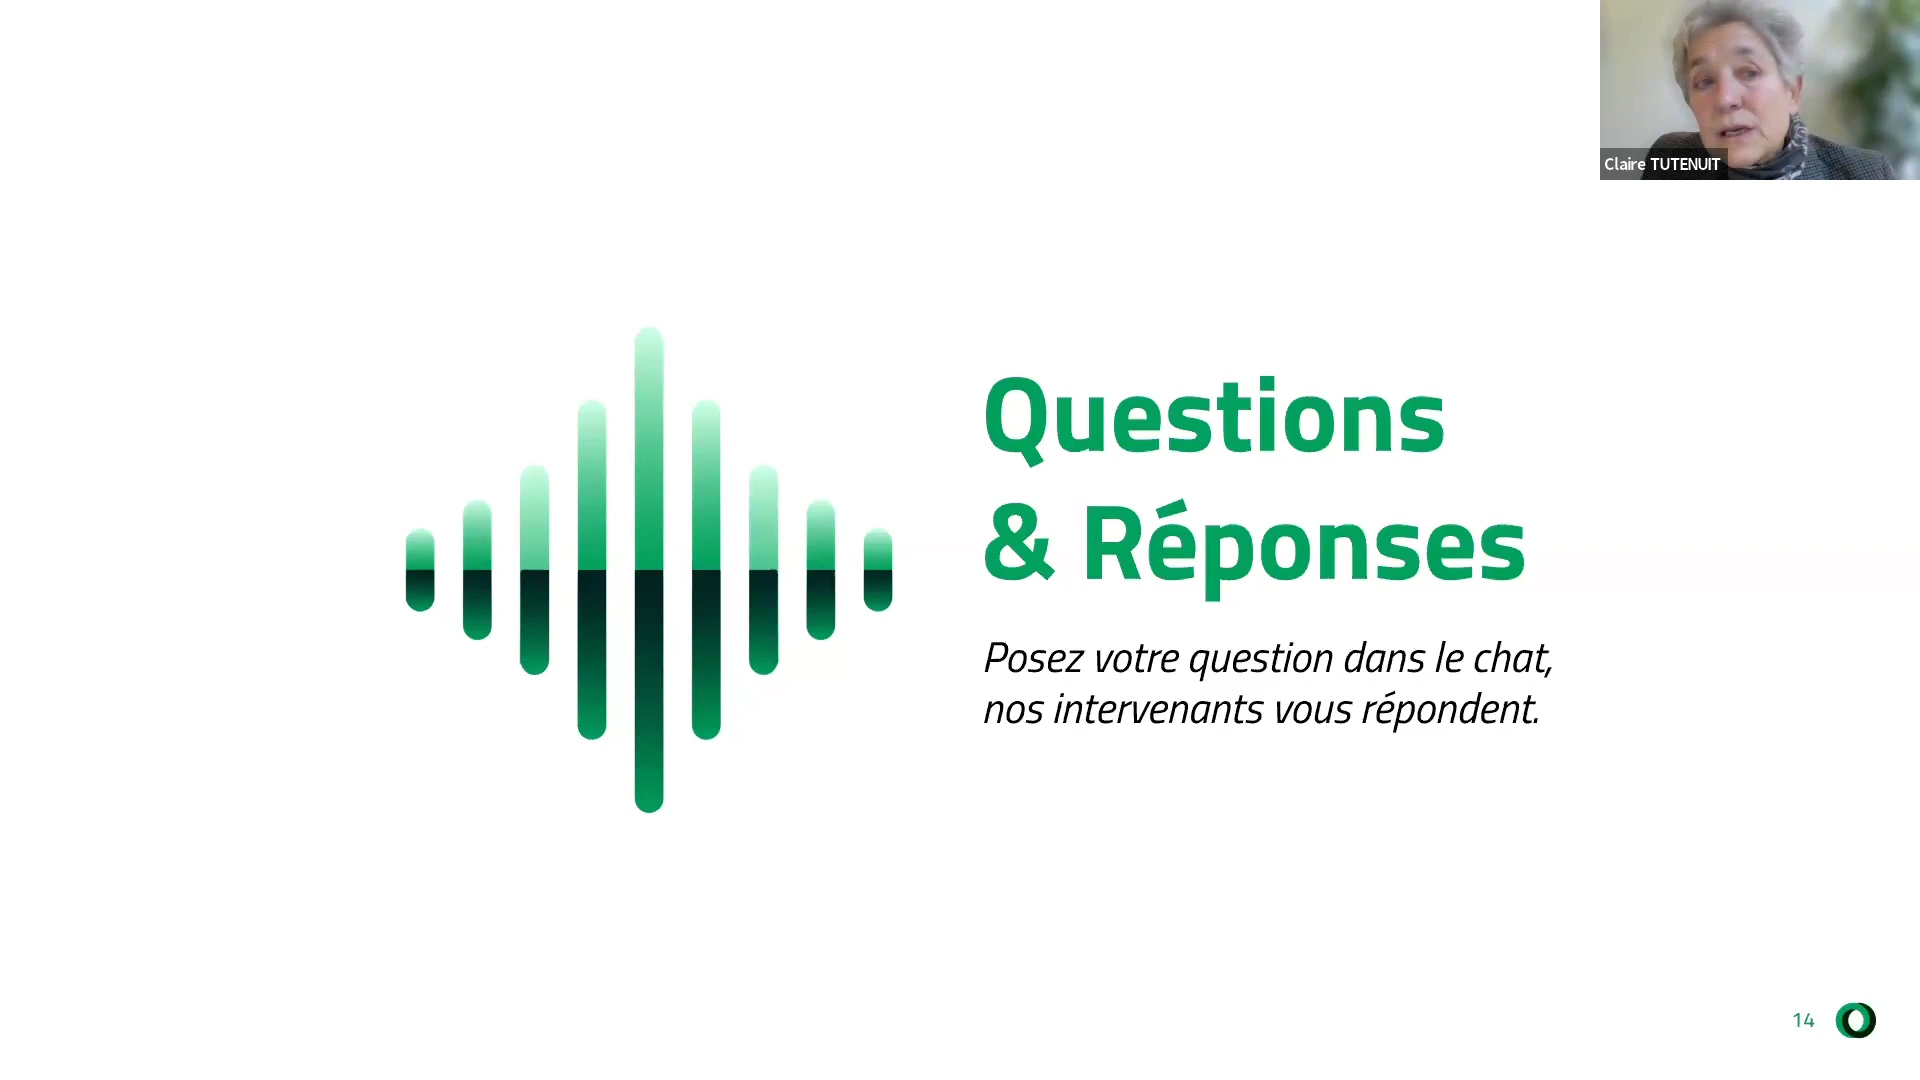 Claire TUTENUIT
Questions
& Réponses
Posez votre question dans le chat,
nos intervenants vous répondent.
14